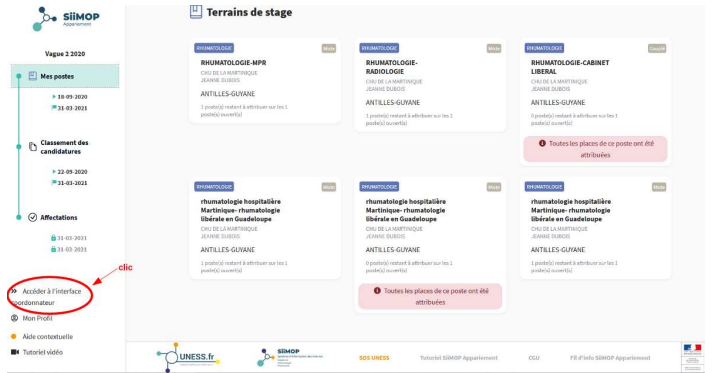 SiiMOP
Appariement
Vague 2 2020
Mes postes
18-09-2020
31-03-2021
Classement des
candidatures
22-09-2020
31-03-2021
Affectations
31-03-2021
31-03-2021
clic
Accéder à l'interface
coordonnateur
Mon Profil
Aide contextuelle
Tutoriel vidéo
Terrains de stage
RHUMATOLOGIE
Mixte
RHUMATOLOGIE-MPR
CHU DE LA MARTINIQUE
JEANNE DUBOIS
ANTILLES-GUYANE
1 poste(s) restant à attribuer sur les 1
poste(s) ouvert(s)
RHUMATOLOGIE
Mixte
RHUMATOLOGIE-
RADIOLOGIE
CHU DE LA MARTINIQUE
JEANNE DUBOIS
ANTILLES-GUYANE
1 poste(s) restant à attribuer sur les 1
poste(s) ouvert(s)
RHUMATOLOGIE
Couplé
RHUMATOLOGIE-CABINET
LIBERAL
CHU DE LA MARTINIQUE
JEANNE DUBOIS
ANTILLES-GUYANE
0 poste(s) restant à attribuer sur les 1
poste(s) ouvert(s)
Toutes les places de ce poste ont été
attribuées
RHUMATOLOGIE
Mixte
rhumatologie hospitalière
Martinique- rhumatologie
libérale en Guadeloupe
CHU DE LA MARTINIQUE
JEANNE DUBOIS
ANTILLES-GUYANE
1 poste(s) restant à attribuer sur les 1
poste(s) ouvert(s)
RHUMATOLOGIE
Mixte
rhumatologie hospitalière
Martinique- rhumatologie
libérale en Guadeloupe
CHU DE LA MARTINIQUE
JEANNE DUBOIS
ANTILLES-GUYANE
0 poste(s) restant à attribuer sur les 1
poste(s) ouvert(s)
Toutes les places de ce poste ont été
attribuées
RHUMATOLOGIE
Mixte
rhumatologie hospitalière
Martinique- rhumatologie
libérale en Guadeloupe
CHU DE LA MARTINIQUE
JEANNE DUBOIS
ANTILLES-GUYANE
1 poste(s) restant à attribuer sur les 1
poste(s) ouvert(s)
UNESS.fr
SiiMOP
SOS UNESS
Tutoriel SiiMOP Appariement
CGU
FB d'info SiiMOP Appariement